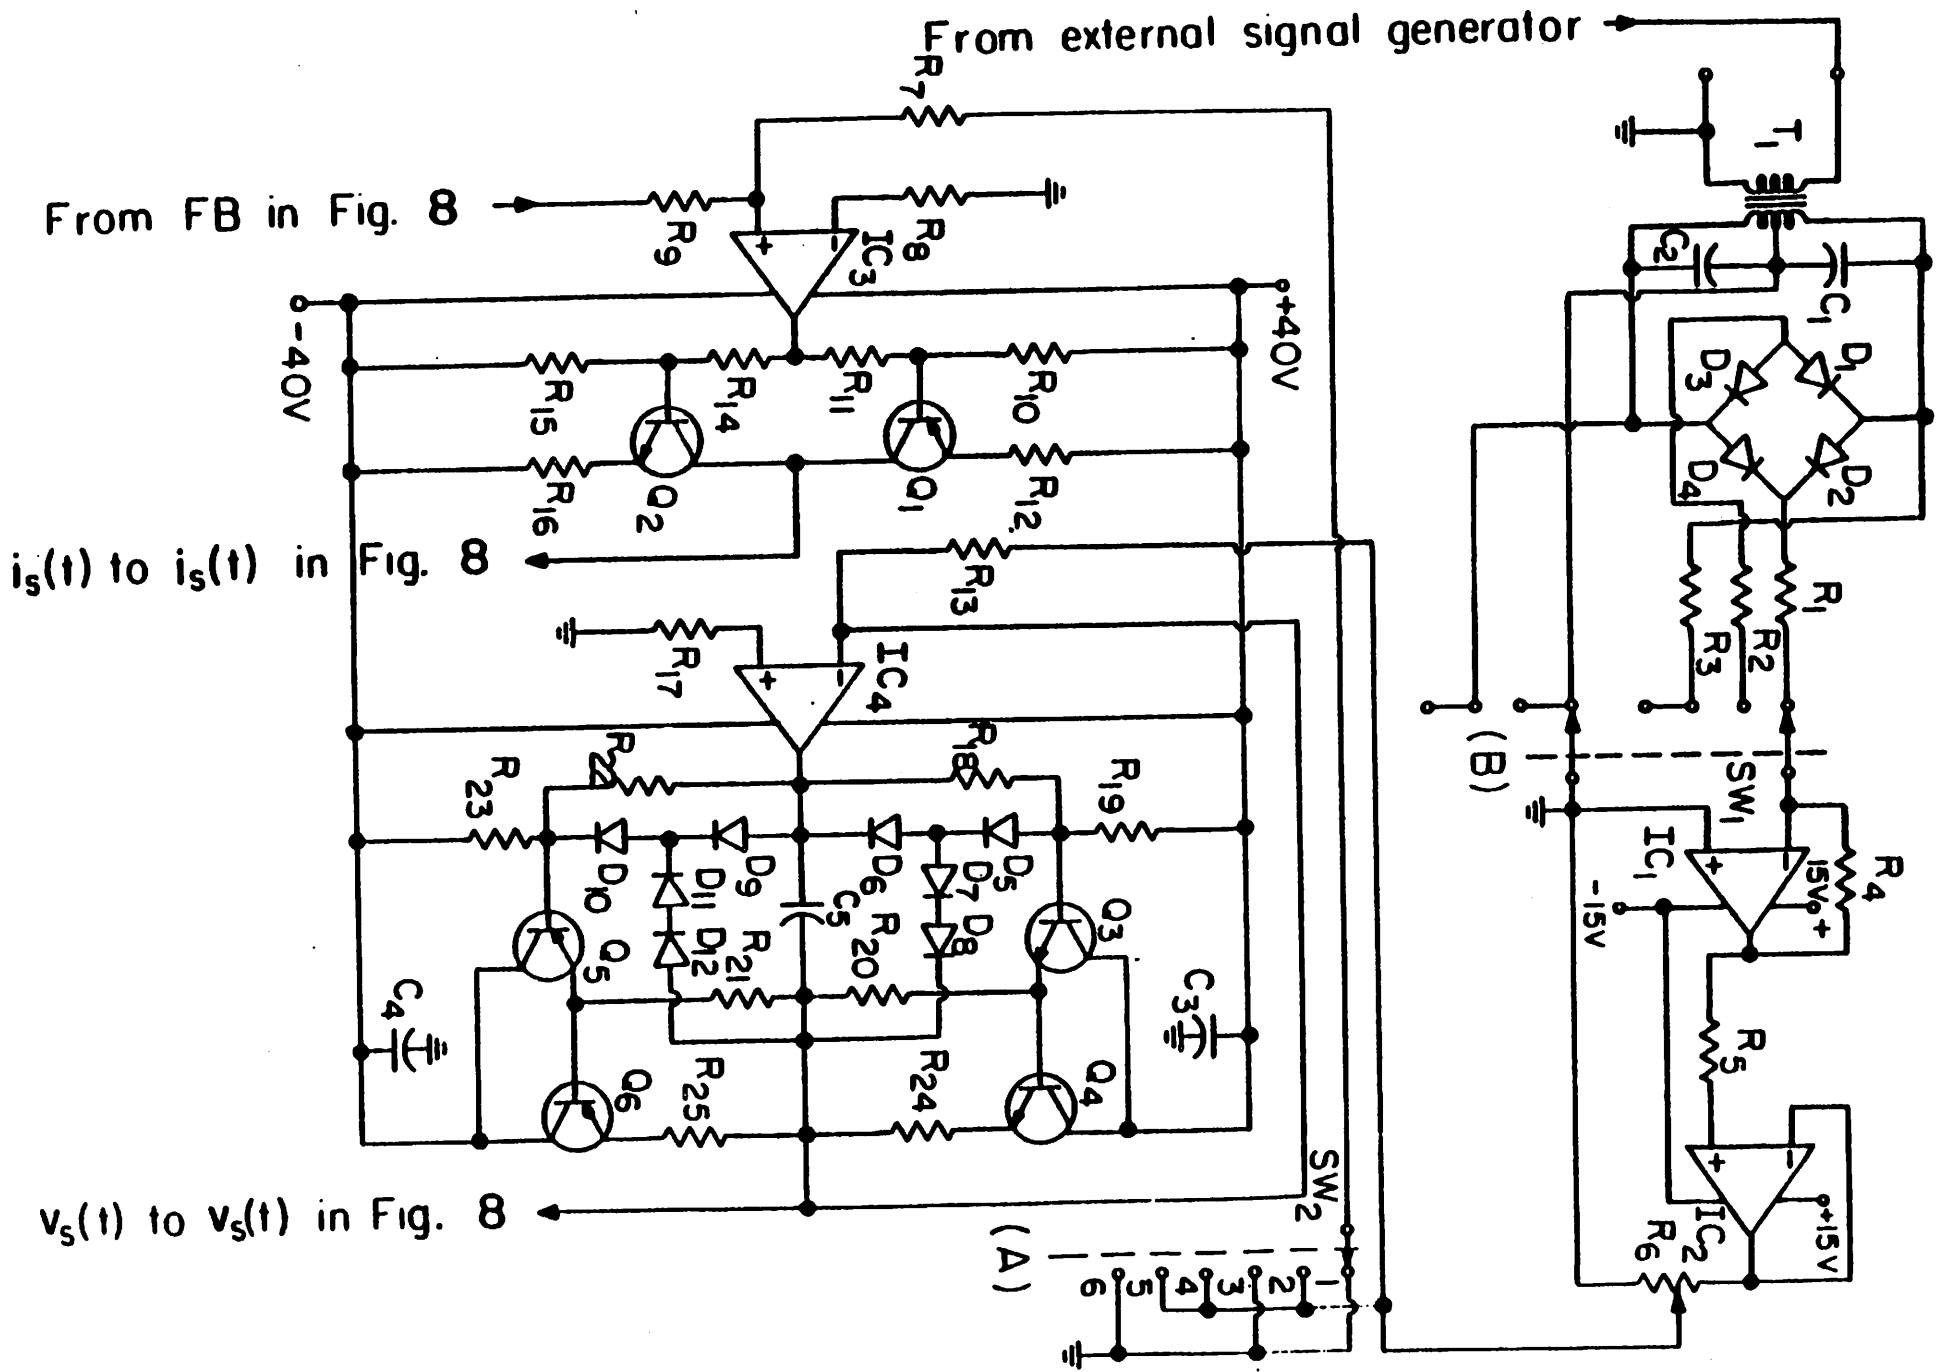 From external signal generator
R7
T1
From FB in Fig. 8
R9
+
-
IC3
R8
C2
C1
-40V
+40V
R15
R14
R11
R10
D3
D1
D4
D2
R16
Q2
Q1
R12
is(t) to is(t) in Fig. 8
R13
R3
R2
R1
R17
+
-
IC4
(B)
SW1
R23
R22
R18
R19
D10
D9
D6
D5
D11
D7
C5
D12
D8
Q5
R21
R20
Q3
IC1
+
-
15V
+
-15V
R4
C4
C3
R5
Q6
R25
R24
Q4
+
-
IC2
+15V
R6
SW2
vs(t) to vs(t) in Fig. 8
(A)
6 5 4 3 2 1